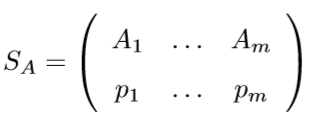 S_A = ( A_1 … A_m
p_1 … p_m )